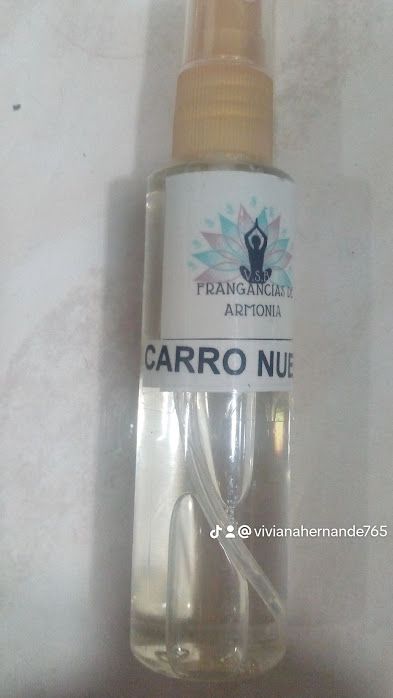 V.S.H
FRANGANCIAS DE
ARMONIA
CARRO NUE
@vivianahernande765